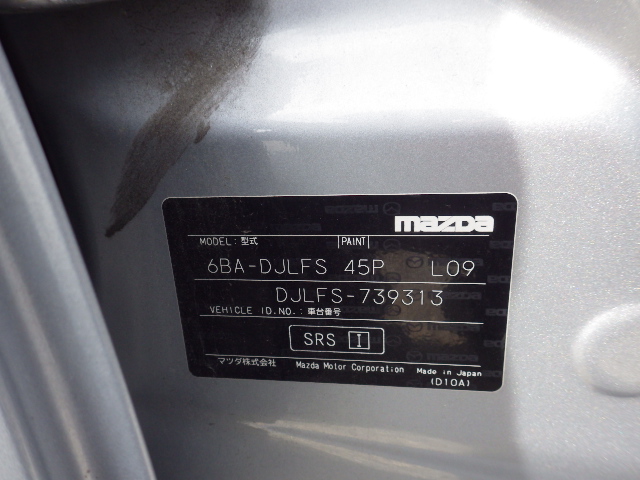 mazda
MODEL:型式 PAINT
6BA-DJLFS 45P L09
DJLFS-739313
VEHICLE ID.NO.:車台番号
SRS I
マツダ株式会社 Mazda Motor Corporation Made in Japan
(D10A)